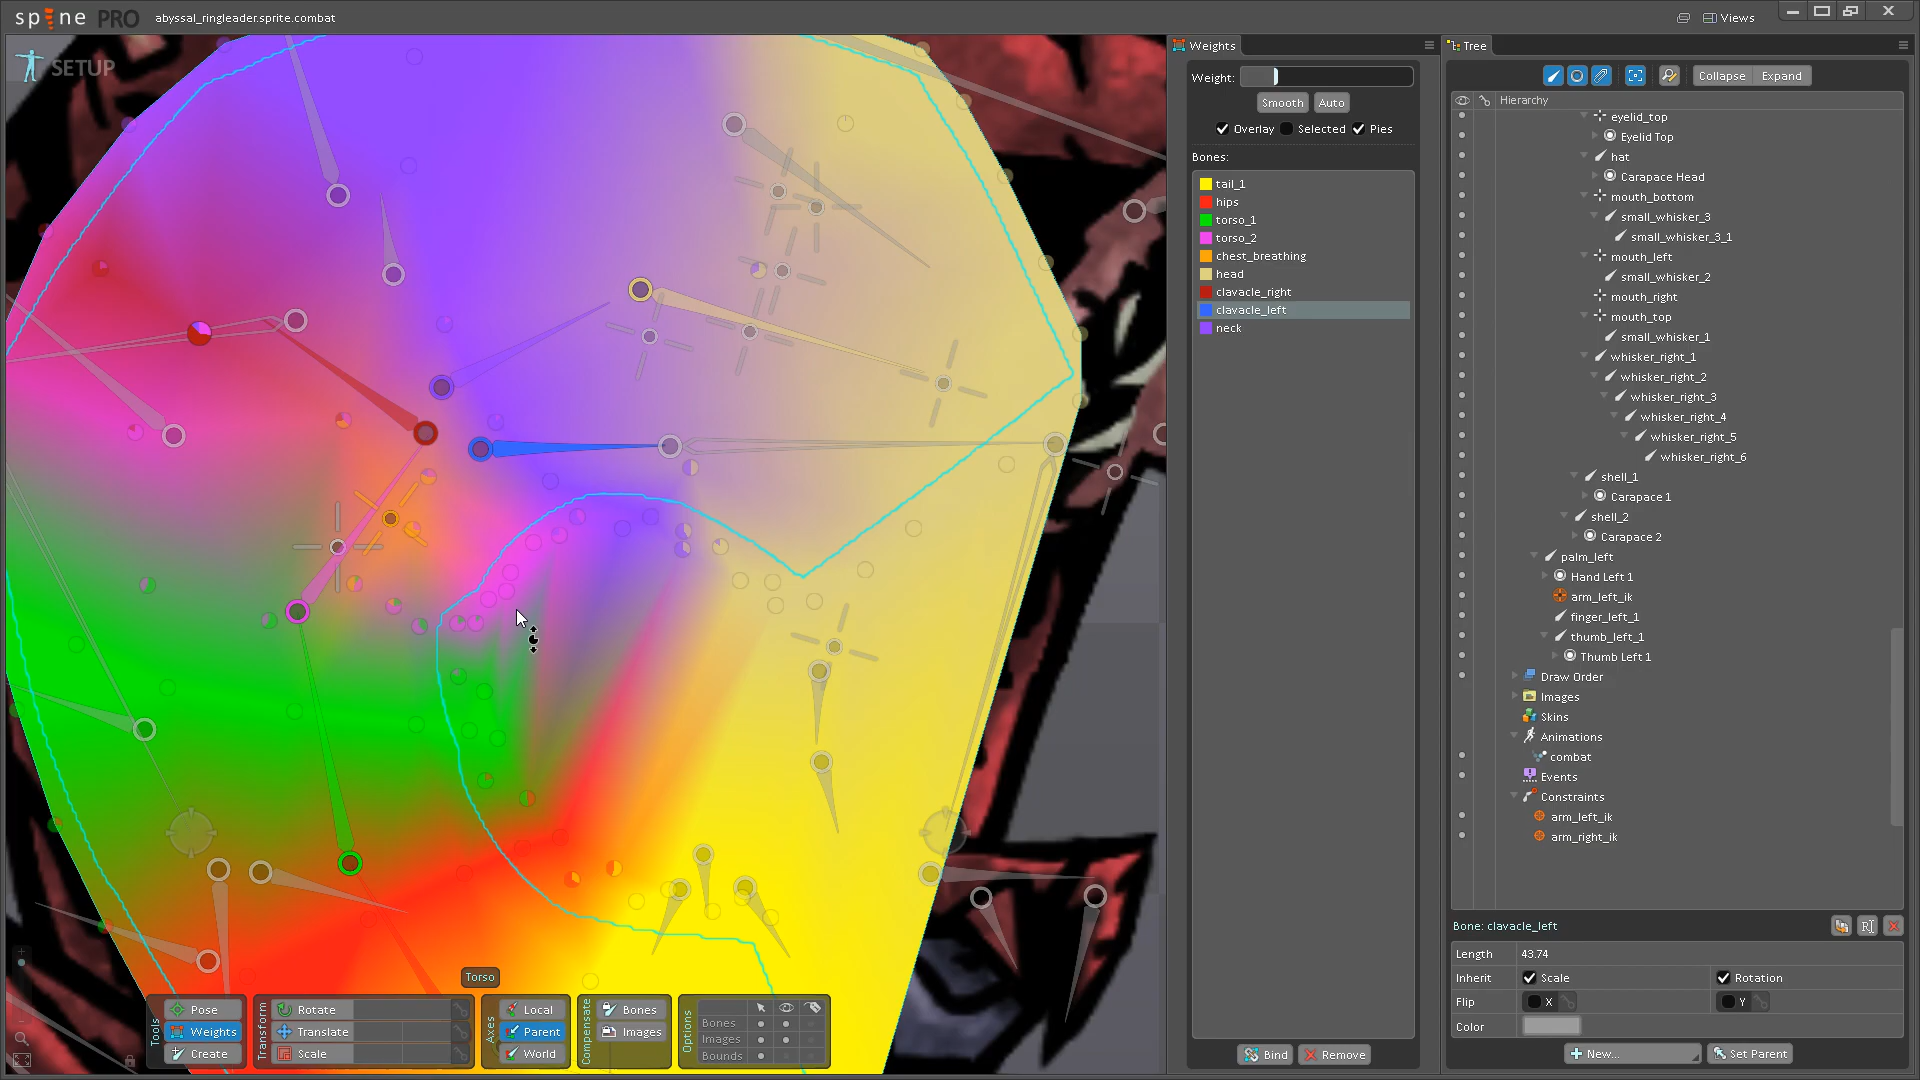 spine PRO abyssal_ringleader.sprite.combat
Views
SETUP
Weights
Weight:
Smooth Auto
Overlay Selected Pies
Bones:
tail_1
hips
torso_1
torso_2
chest_breathing
head
clavacle_right
clavacle_left
neck
Bind Remove
Tree
Collapse Expand
Hierarchy
eyelid_top
Eyelid Top
hat
Carapace Head
mouth_bottom
small_whisker_3
small_whisker_3_1
mouth_left
small_whisker_2
mouth_right
mouth_top
small_whisker_1
whisker_right_1
whisker_right_2
whisker_right_3
whisker_right_4
whisker_right_5
whisker_right_6
shell_1
Carapace 1
shell_2
Carapace 2
palm_left
Hand Left 1
arm_left_ik
finger_left_1
thumb_left_1
Thumb Left 1
Draw Order
Images
Skins
Animations
combat
Events
Constraints
arm_left_ik
arm_right_ik
Bone: clavacle_left
Length 43.74
Inherit Scale Rotation
Flip X Y
Color
New... Set Parent
Torso
Tools
Pose
Weights
Create
Transform
Rotate
Translate
Scale
Axes
Local
Parent
World
Compensate
Bones
Images
Options
Bones
Images
Bounds